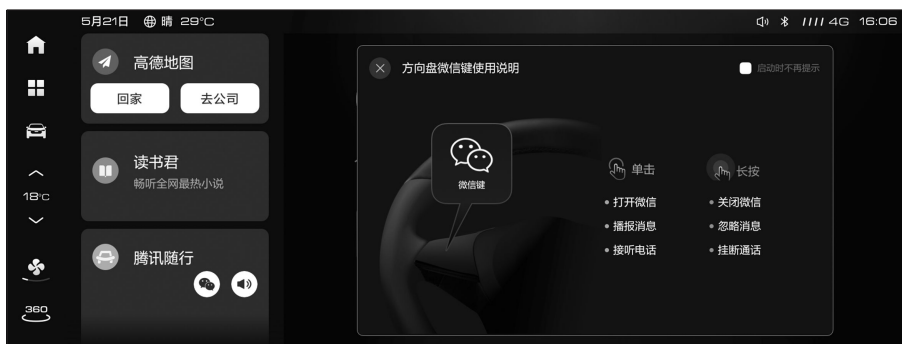 5月21日 晴 29°C
4G 16:06
高德地图
回家 去公司
读书君
畅听全网最热小说
腾讯随行
18°C
360
方向盘微信键使用说明
启动时不再提示
微信键
单击
• 打开微信
• 播报消息
• 接听电话
长按
• 关闭微信
• 忽略消息
• 挂断通话